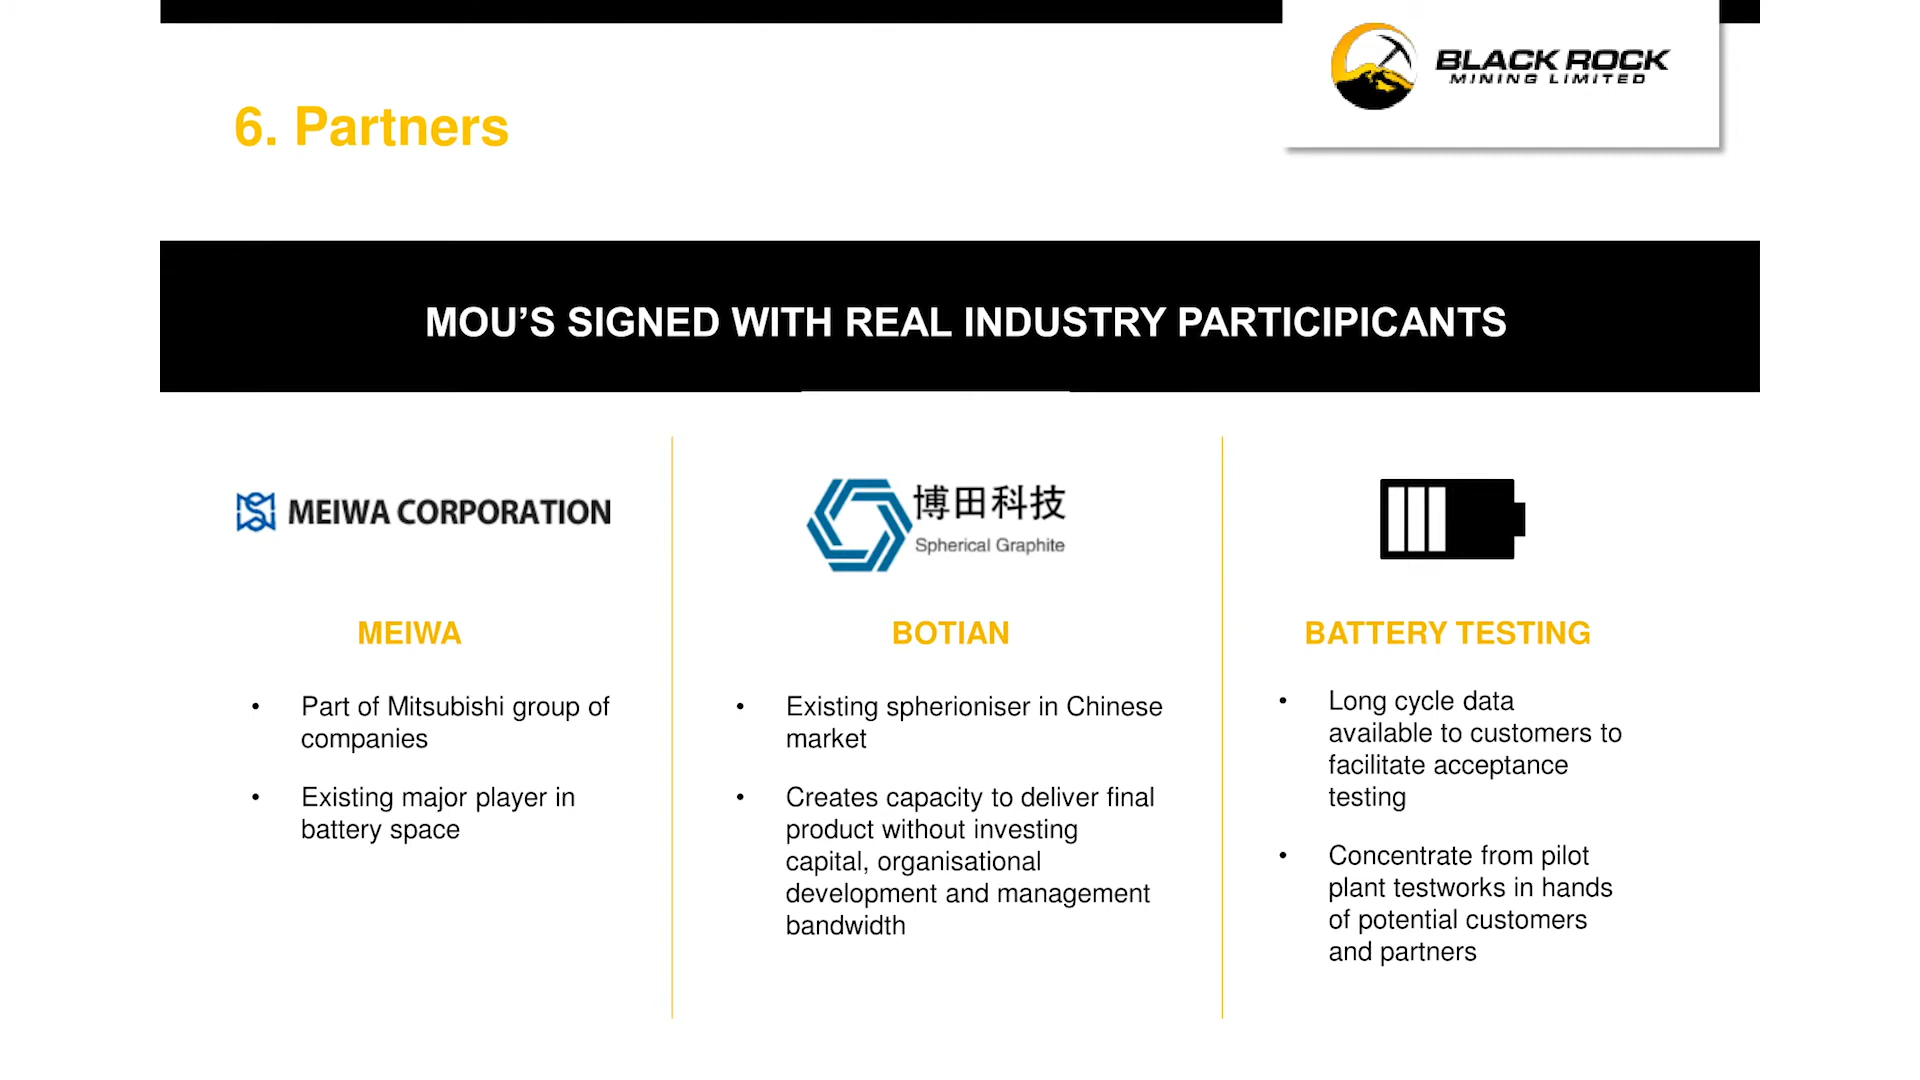 BLACK ROCK
MINING LIMITED
6. Partners
MOU’S SIGNED WITH REAL INDUSTRY PARTICIPICANTS
MEIWA CORPORATION
MEIWA
• Part of Mitsubishi group of
companies
• Existing major player in
battery space
博田科技
Spherical Graphite
BOTIAN
• Existing spherioniser in Chinese
market
• Creates capacity to deliver final
product without investing
capital, organisational
development and management
bandwidth
BATTERY TESTING
• Long cycle data
available to customers to
facilitate acceptance
testing
• Concentrate from pilot
plant testworks in hands
of potential customers
and partners